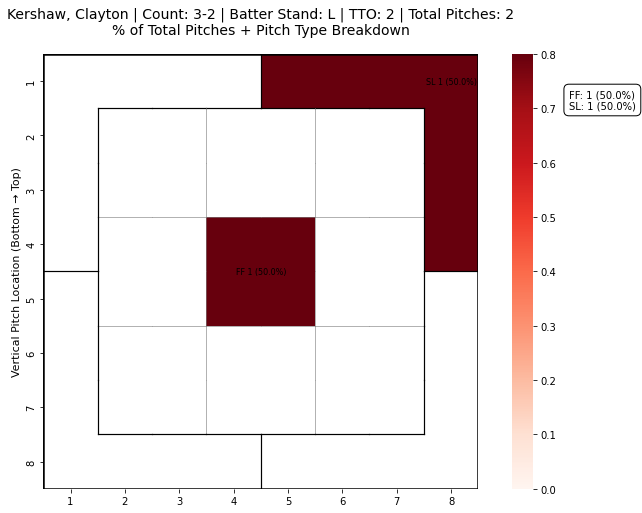 Kershaw, Clayton | Count: 3-2 | Batter Stand: L | TTO: 2 | Total Pitches: 2
% of Total Pitches + Pitch Type Breakdown
Vertical Pitch Location (Bottom → Top)
1
2
3
4
5
6
7
8
SL 1 (50.0%)
FF 1 (50.0%)
1 2 3 4 5 6 7 8
0.8
0.7
0.6
0.5
0.4
0.3
0.2
0.1
0.0
FF: 1 (50.0%)
SL: 1 (50.0%)